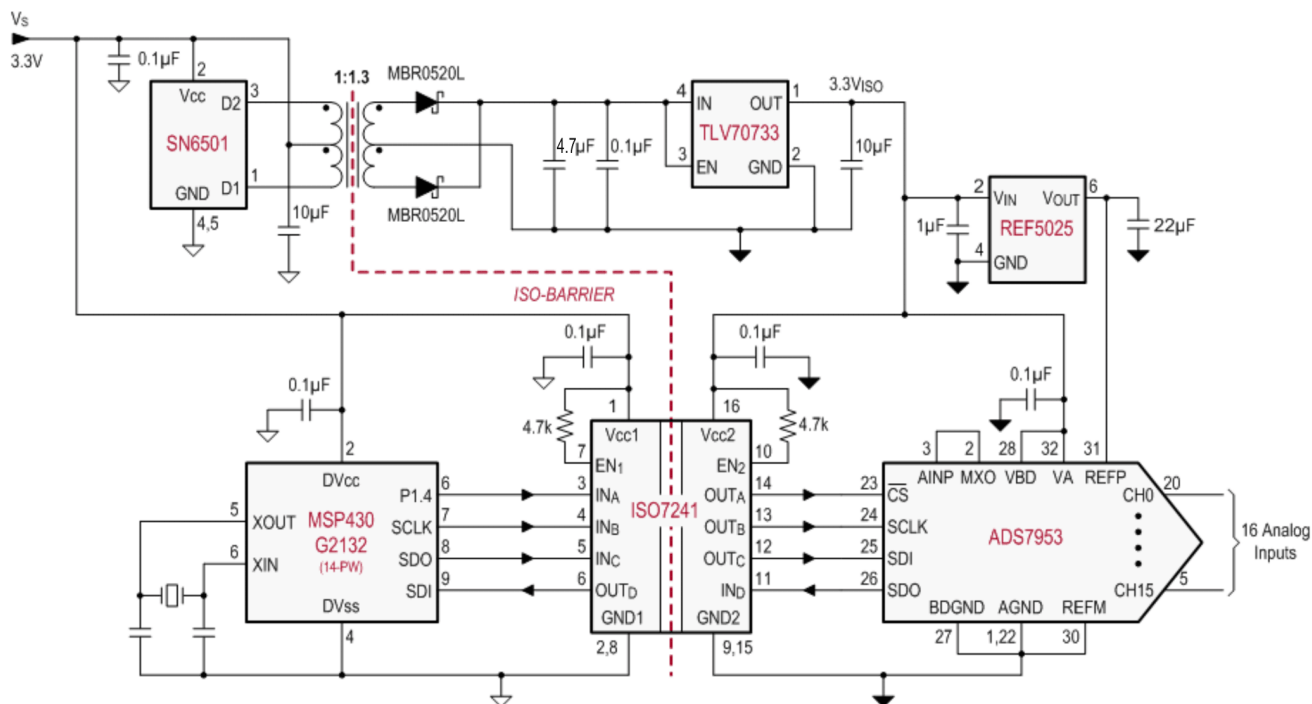 VS
3.3V
0.1µF
2
Vcc
D2
3
SN6501
D1
1
GND
4,5
10µF
1:1.3
MBR0520L
MBR0520L
4.7µF
0.1µF
4
IN
OUT
1
TLV70733
3
EN
GND
2
3.3VISO
10µF
2
VIN
VOUT
6
REF5025
1µF
4
GND
22µF
ISO-BARRIER
0.1µF
0.1µF
0.1µF
0.1µF
4.7k
4.7k
1
Vcc1
7
EN1
3
INA
4
INB
5
INC
6
OUTD
GND1
2,8
ISO7241
16
Vcc2
EN2
10
OUTA
14
OUTB
13
OUTC
12
IND
11
GND2
9,15
2
DVcc
5
XOUT
6
XIN
MSP430
G2132
(14-PW)
P1.4
6
SCLK
7
SDO
8
SDI
9
DVss
4
3
2
28
32
31
AINP
MXO
VBD
VA
REFP
23
CS
24
SCLK
25
SDI
26
SDO
ADS7953
CH0
20
CH15
5
16 Analog
Inputs
BDGND
AGND
REFM
27
1,22
30